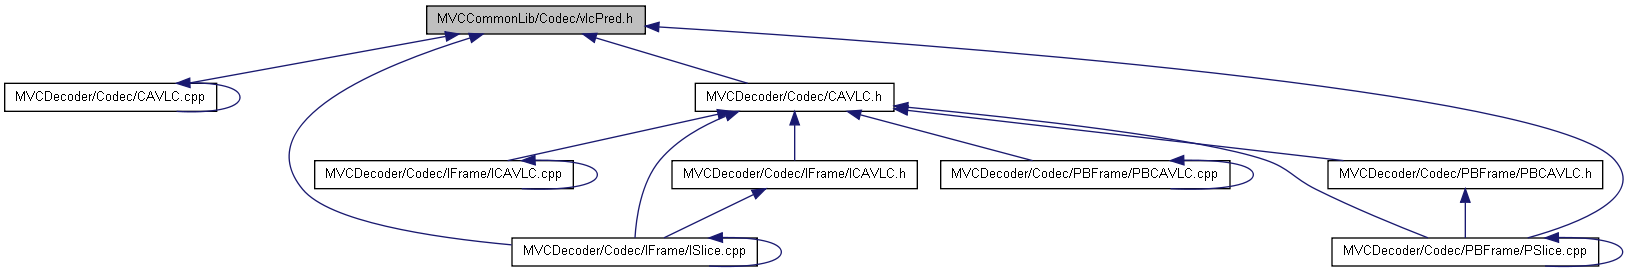 MVCCommonLib/Codec/vlcPred.h
MVCDecoder/Codec/CAVLC.cpp
MVCDecoder/Codec/CAVLC.h
MVCDecoder/Codec/IFrame/ICAVLC.cpp
MVCDecoder/Codec/IFrame/ICAVLC.h
MVCDecoder/Codec/PBFrame/PBCAVLC.cpp
MVCDecoder/Codec/PBFrame/PBCAVLC.h
MVCDecoder/Codec/IFrame/ISlice.cpp
MVCDecoder/Codec/PBFrame/PSlice.cpp